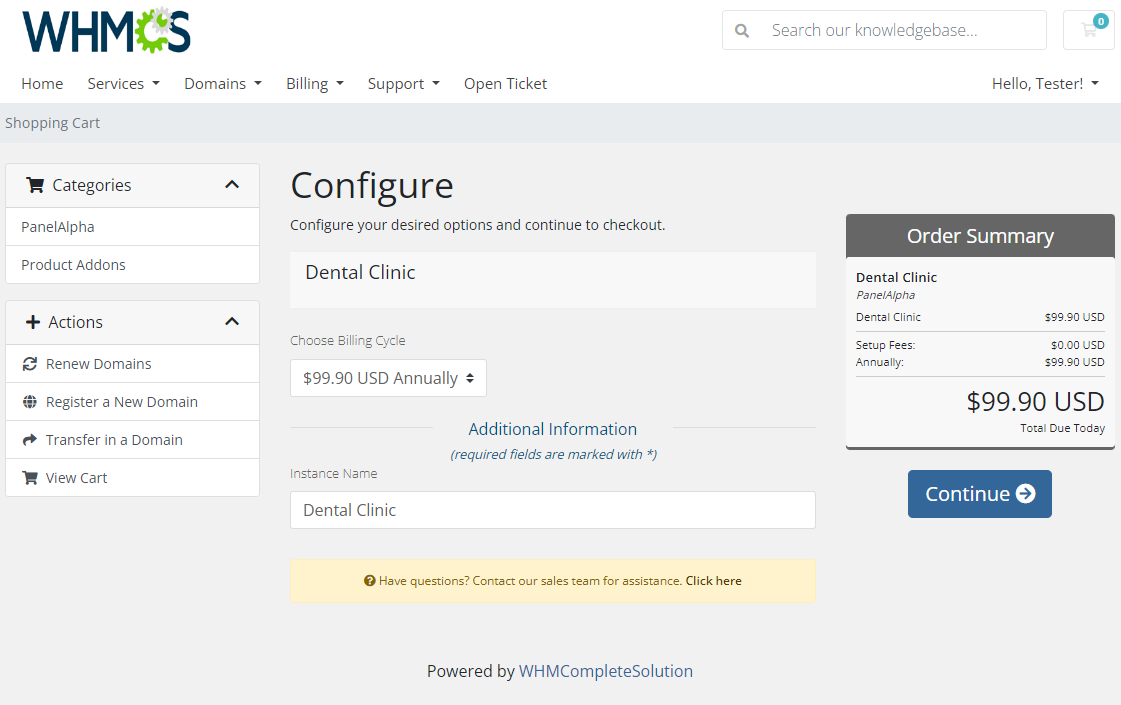 WHMCS
Search our knowledgebase...
0
Home
Services
Domains
Billing
Support
Open Ticket
Hello, Tester!
Shopping Cart
Categories
PanelAlpha
Product Addons
Actions
Renew Domains
Register a New Domain
Transfer in a Domain
View Cart
Configure
Configure your desired options and continue to checkout.
Dental Clinic
Choose Billing Cycle
$99.90 USD Annually
Additional Information
(required fields are marked with *)
Instance Name
Dental Clinic
Have questions? Contact our sales team for assistance. Click here
Order Summary
Dental Clinic
PanelAlpha
Dental Clinic $99.90 USD
Setup Fees: $0.00 USD
Annually: $99.90 USD
$99.90 USD
Total Due Today
Continue
Powered by WHMCompleteSolution